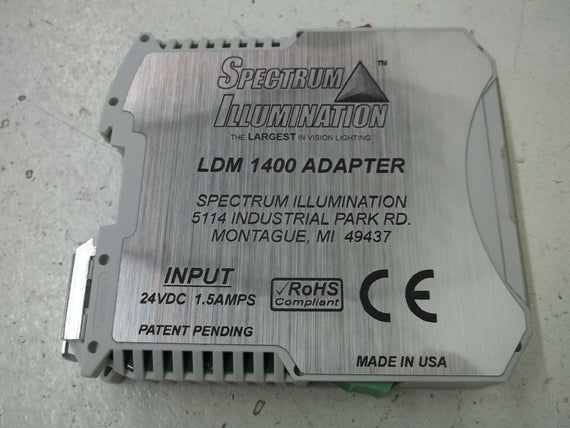 SPECTRUM
ILLUMINATION
™
THE LARGEST IN VISION LIGHTING
LDM 1400 ADAPTER
SPECTRUM ILLUMINATION
5114 INDUSTRIAL PARK RD.
MONTAGUE, MI 49437
INPUT
24VDC 1.5AMPS
PATENT PENDING
✓RoHS
Compliant
CE
MADE IN USA